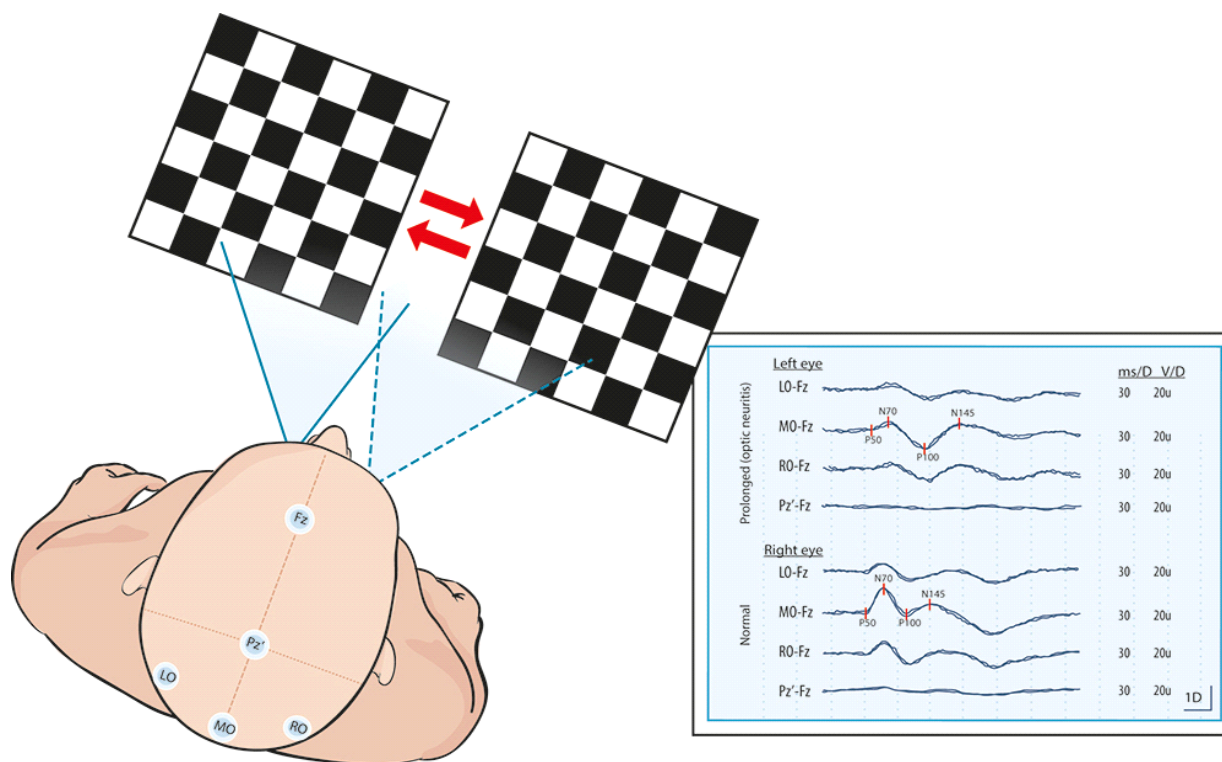 Fz
Pz'
LO
MO
RO
Prolonged (optic neuritis)
Left eye
ms/D V/D
LO-Fz
30 20u
N70
N145
MO-Fz
P50
P100
30 20u
RO-Fz
30 20u
Pz'-Fz
30 20u
Normal
Right eye
LO-Fz
30 20u
N70
N145
MO-Fz
P50
P100
30 20u
RO-Fz
30 20u
Pz'-Fz
30 20u
1D